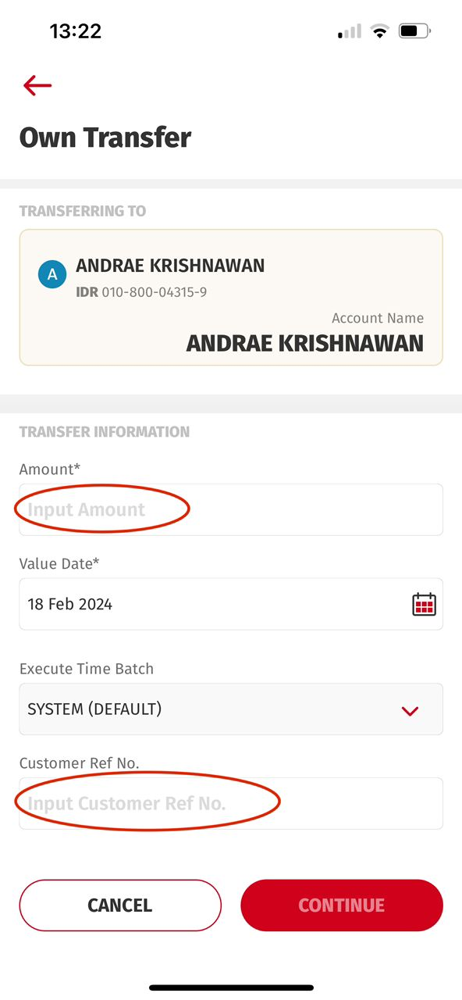 13:22
Own Transfer
TRANSFERRING TO
A
ANDRAE KRISHNAWAN
IDR 010-800-04315-9
Account Name
ANDRAE KRISHNAWAN
TRANSFER INFORMATION
Amount*
Input Amount
Value Date*
18 Feb 2024
Execute Time Batch
SYSTEM (DEFAULT)
Customer Ref No.
Input Customer Ref No.
CANCEL
CONTINUE